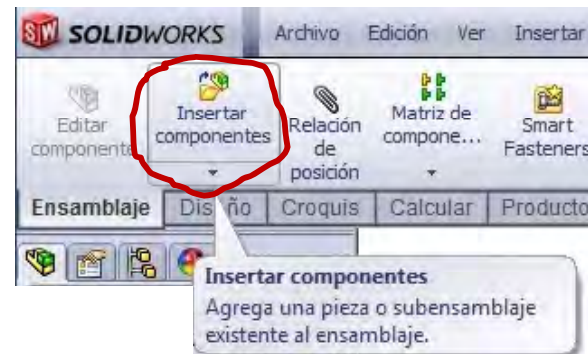 SW SOLIDWORKS Archivo Edición Ver Insertar
Editar componente
Insertar componentes
Relación de posición
Matriz de compone...
Smart Fasteners
Ensamblaje Diseño Croquis Calcular Producto
Insertar componentes
Agrega una pieza o subensamblaje
existente al ensamblaje.